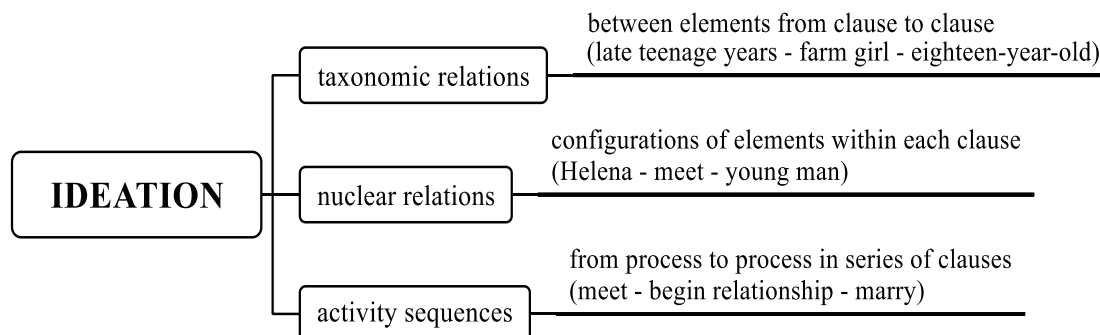 between elements from clause to clause
(late teenage years - farm girl - eighteen-year-old)
taxonomic relations
configurations of elements within each clause
(Helena - meet - young man)
IDEATION
nuclear relations
from process to process in series of clauses
(meet - begin relationship - marry)
activity sequences